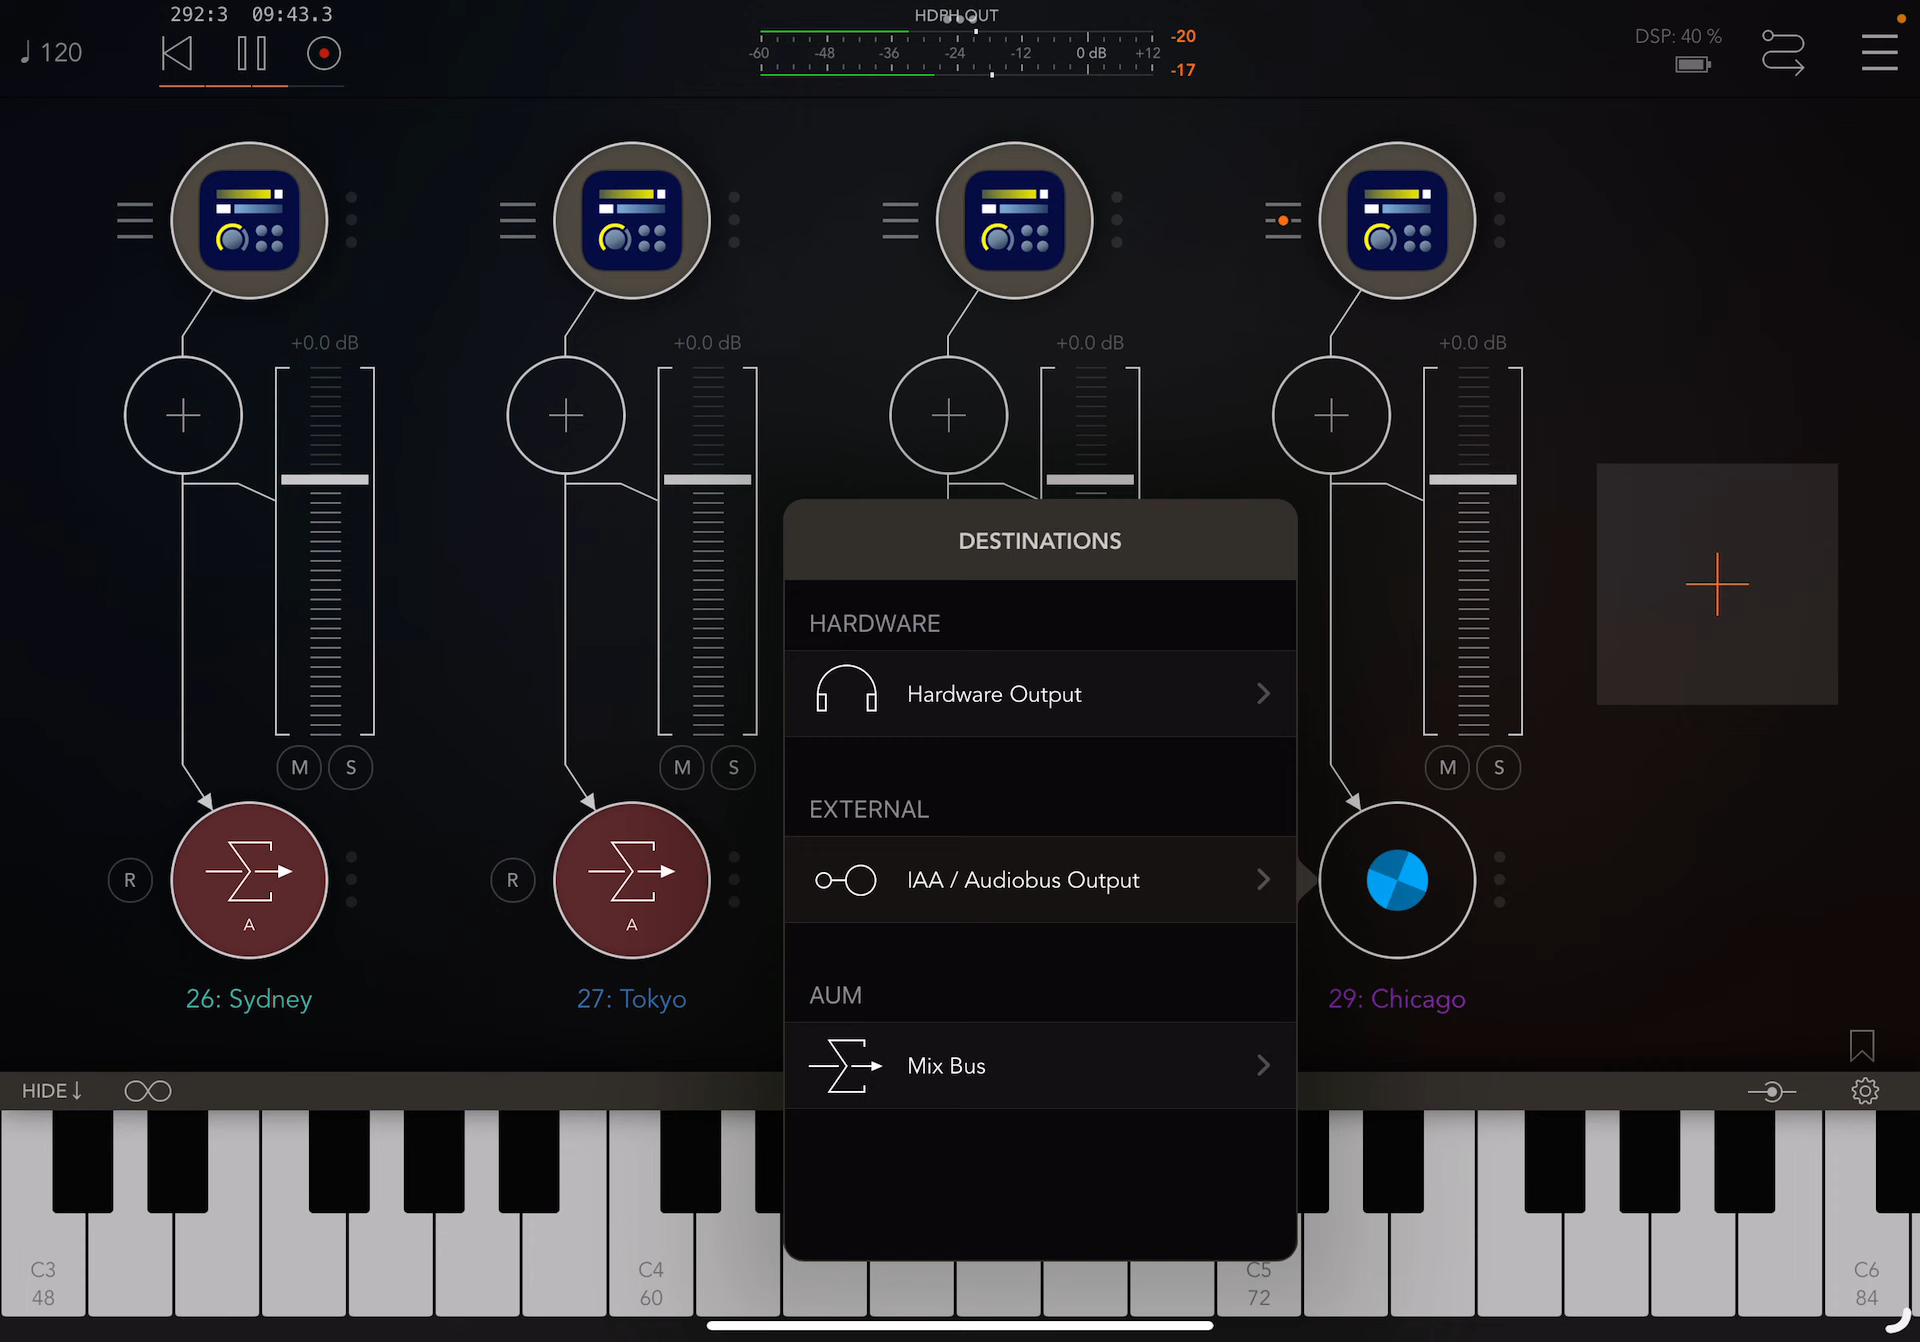 292:3 09:43.3
♩ 120
HDPH OUT
-60 -48 -36 -24 -12 0 dB +12
-20
-17
DSP: 40 %
+0.0 dB
+0.0 dB
+0.0 dB
+0.0 dB
DESTINATIONS
HARDWARE
Hardware Output
EXTERNAL
IAA / Audiobus Output
AUM
Mix Bus
M S
M S
M S
R
A
R
A
26: Sydney
27: Tokyo
29: Chicago
HIDE↓
C3
48
C4
60
C5
72
C6
84